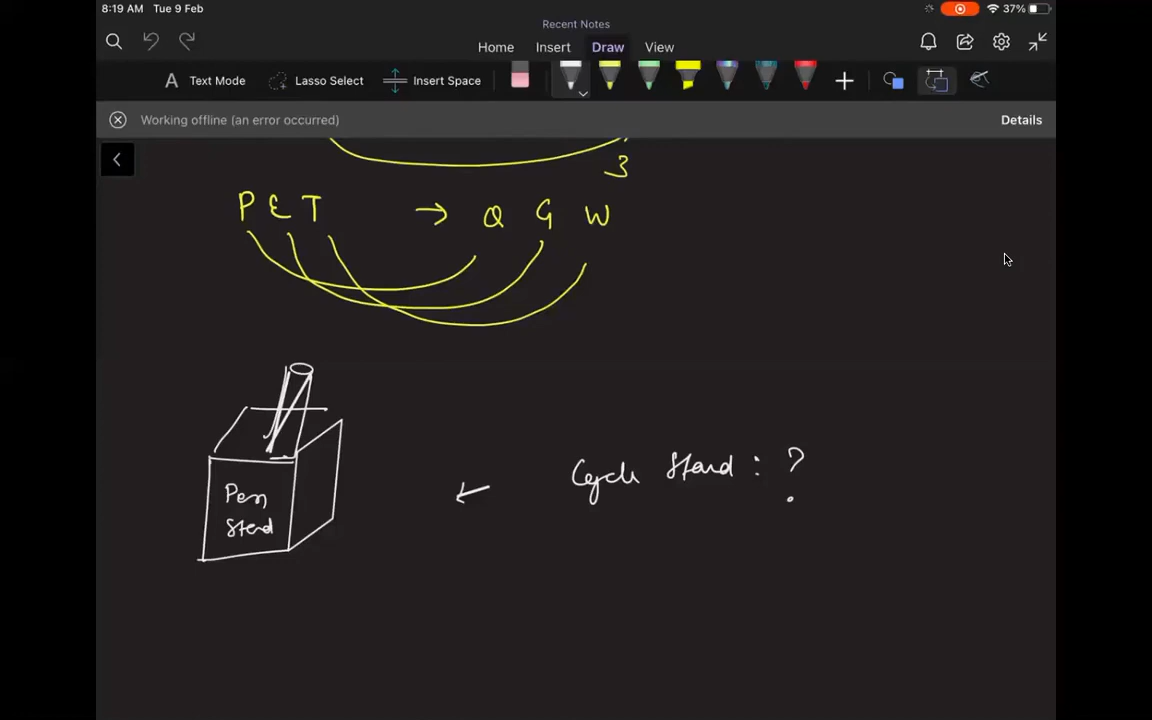 8:19 AM Tue 9 Feb
37%
Recent Notes
Home Insert Draw View
Text Mode Lasso Select Insert Space
Working offline (an error occurred) Details
3
P E T → Q G W
Pen
Stand
← Cycle Stand : ?